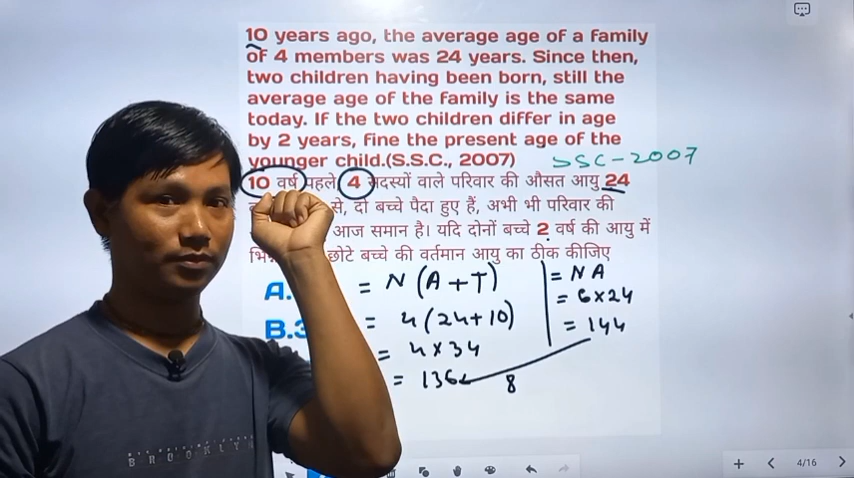 10 years ago, the average age of a family
of 4 members was 24 years. Since then,
two children having been born, still the
average age of the family is the same
today. If the two children differ in age
by 2 years, fine the present age of the
younger child.(S.S.C., 2007) SSC-2007
10 वर्ष पहले 4 सदस्यों वाले परिवार की औसत आयु 24
से, दो बच्चे पैदा हुए हैं, अभी भी परिवार की
आज समान है। यदि दोनों बच्चे 2 वर्ष की आयु में
छोटे बच्चे की वर्तमान आयु का ठीक कीजिए
A.
B.3
= N (A+T)
= 4 (24+10)
= 4 × 34
= 136
8
= N A
= 6×24
= 144
BROOKLY
4/16